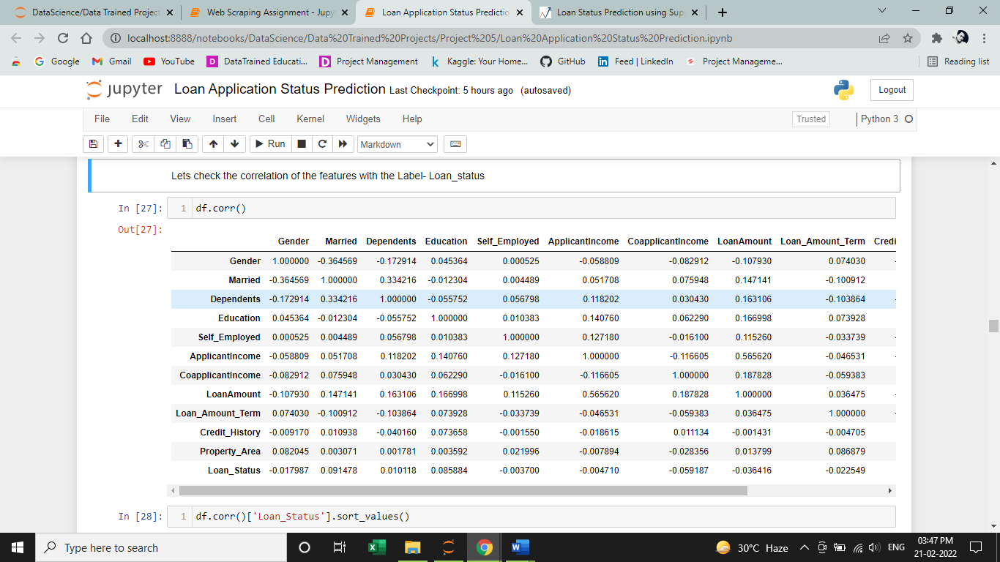 DataScience/Data Trained Project
Web Scraping Assignment - Jupy
Loan Application Status Predictio
Loan Status Prediction using Sup
localhost:8888/notebooks/DataScience/Data%20Trained%20Projects/Project%205/Loan%20Application%20Status%20Prediction.ipynb
Google Gmail YouTube DataTrained Educati... Project Management Kaggle: Your Home... GitHub Feed | LinkedIn Project Manageme... Reading list
jupyter Loan Application Status Prediction Last Checkpoint: 5 hours ago (autosaved) Logout
File Edit View Insert Cell Kernel Widgets Help Trusted Python 3
Run Markdown
Lets check the correlation of the features with the Label- Loan_status
In [27]: 1 df.corr()
Out[27]:
Gender Married Dependents Education Self_Employed ApplicantIncome CoapplicantIncome LoanAmount Loan_Amount_Term Credi
Gender 1.000000 -0.364569 -0.172914 0.045364 0.000525 -0.058809 -0.082912 -0.107930 0.074030 -
Married -0.364569 1.000000 0.334216 -0.012304 0.004489 0.051708 0.075948 0.147141 -0.100912
Dependents -0.172914 0.334216 1.000000 -0.055752 0.056798 0.118202 0.030430 0.163106 -0.103864 -
Education 0.045364 -0.012304 -0.055752 1.000000 0.010383 0.140760 0.062290 0.166998 0.073928
Self_Employed 0.000525 0.004489 0.056798 0.010383 1.000000 0.127180 -0.016100 0.115260 -0.033739 -
ApplicantIncome -0.058809 0.051708 0.118202 0.140760 0.127180 1.000000 -0.116605 0.565620 -0.046531 -
CoapplicantIncome -0.082912 0.075948 0.030430 0.062290 -0.016100 -0.116605 1.000000 0.187828 -0.059383
LoanAmount -0.107930 0.147141 0.163106 0.166998 0.115260 0.565620 0.187828 1.000000 0.036475 -
Loan_Amount_Term 0.074030 -0.100912 -0.103864 0.073928 -0.033739 -0.046531 -0.059383 0.036475 1.000000 -
Credit_History -0.009170 0.010938 -0.040160 0.073658 -0.001550 -0.018615 0.011134 -0.001431 -0.004705
Property_Area 0.082045 0.003071 0.001781 0.003592 0.021996 -0.007894 -0.028356 0.013799 0.086879
Loan_Status -0.017987 0.091478 0.010118 0.085884 -0.003700 -0.004710 -0.059187 -0.036416 -0.022549
In [28]: 1 df.corr()['Loan_Status'].sort_values()
Type here to search 30°C Haze ENG 03:47 PM
21-02-2022